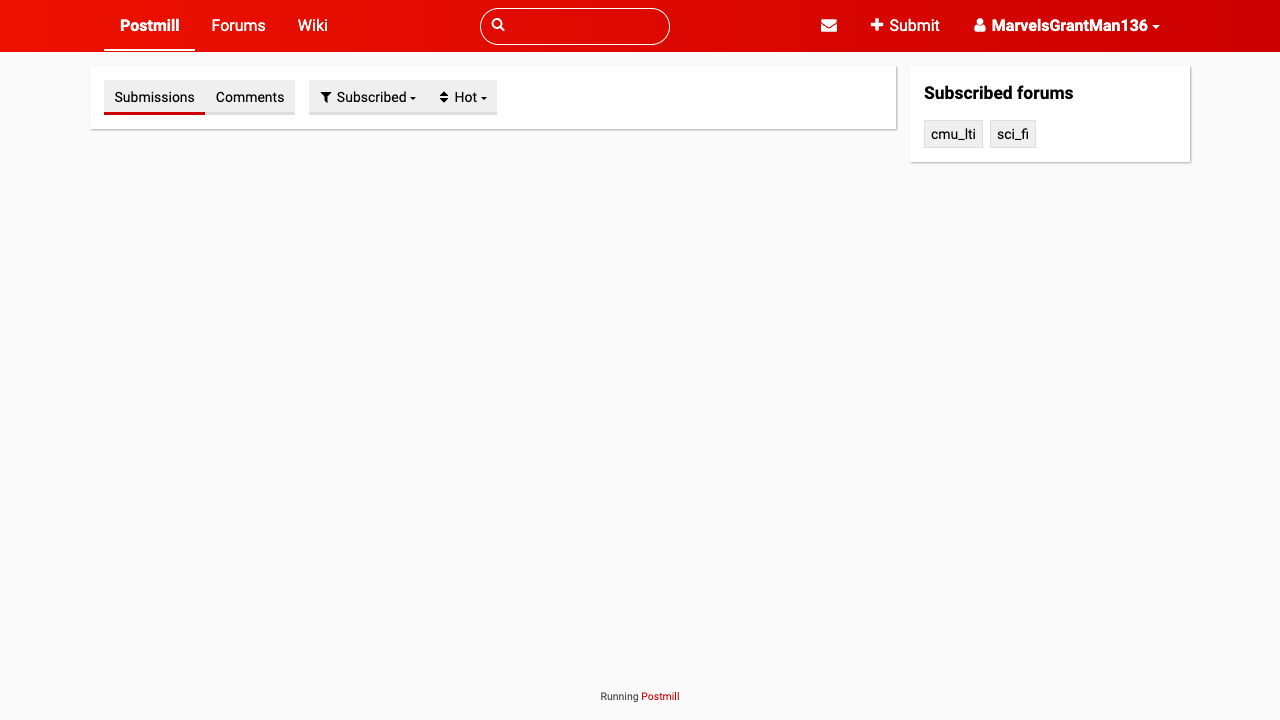 Postmill Forums Wiki Submit MarvelsGrantMan136
Submissions Comments Subscribed Hot
Subscribed forums
cmu_lti sci_fi
Running Postmill